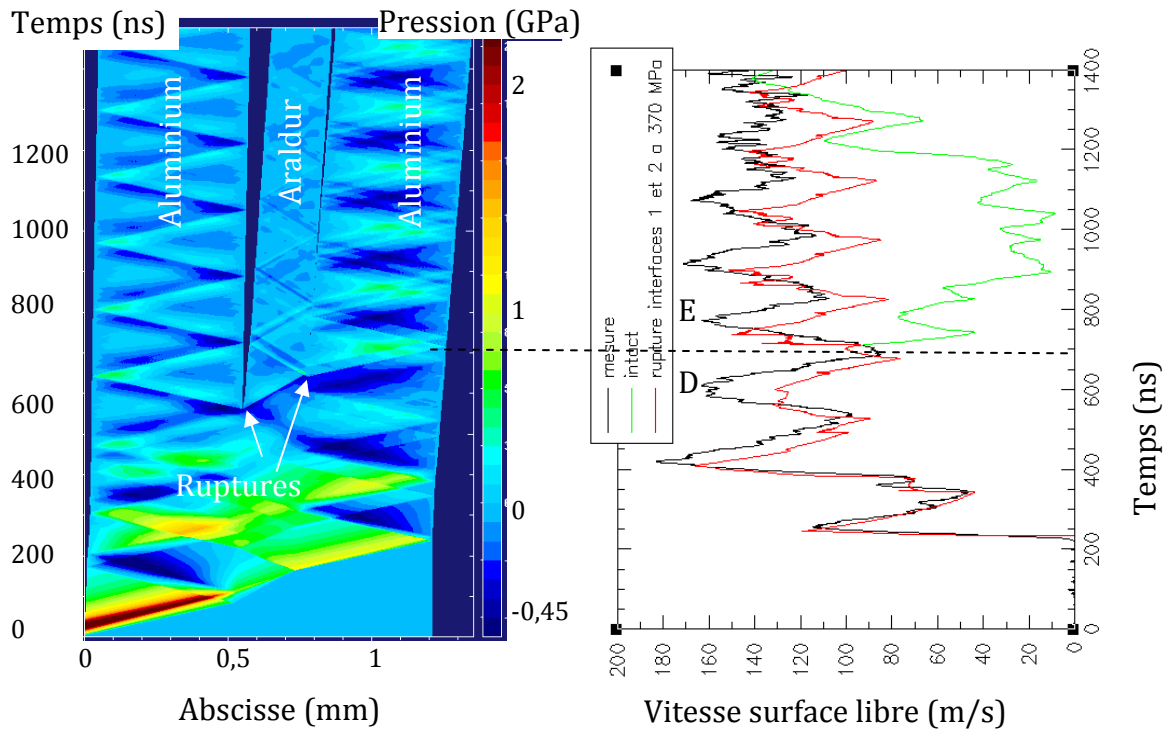 Temps (ns)
Pression (GPa)
1200
1000
800
600
400
200
0
Aluminium
Araldur
Aluminium
Ruptures
2
1
0
-0,45
0
0,5
1
Abscisse (mm)
mesure
intact
rupture interfaces 1 et 2 a 370 MPa
E
D
1400
1200
1000
800
600
400
200
0
Temps (ns)
200
180
160
140
120
100
80
60
40
20
0
Vitesse surface libre (m/s)